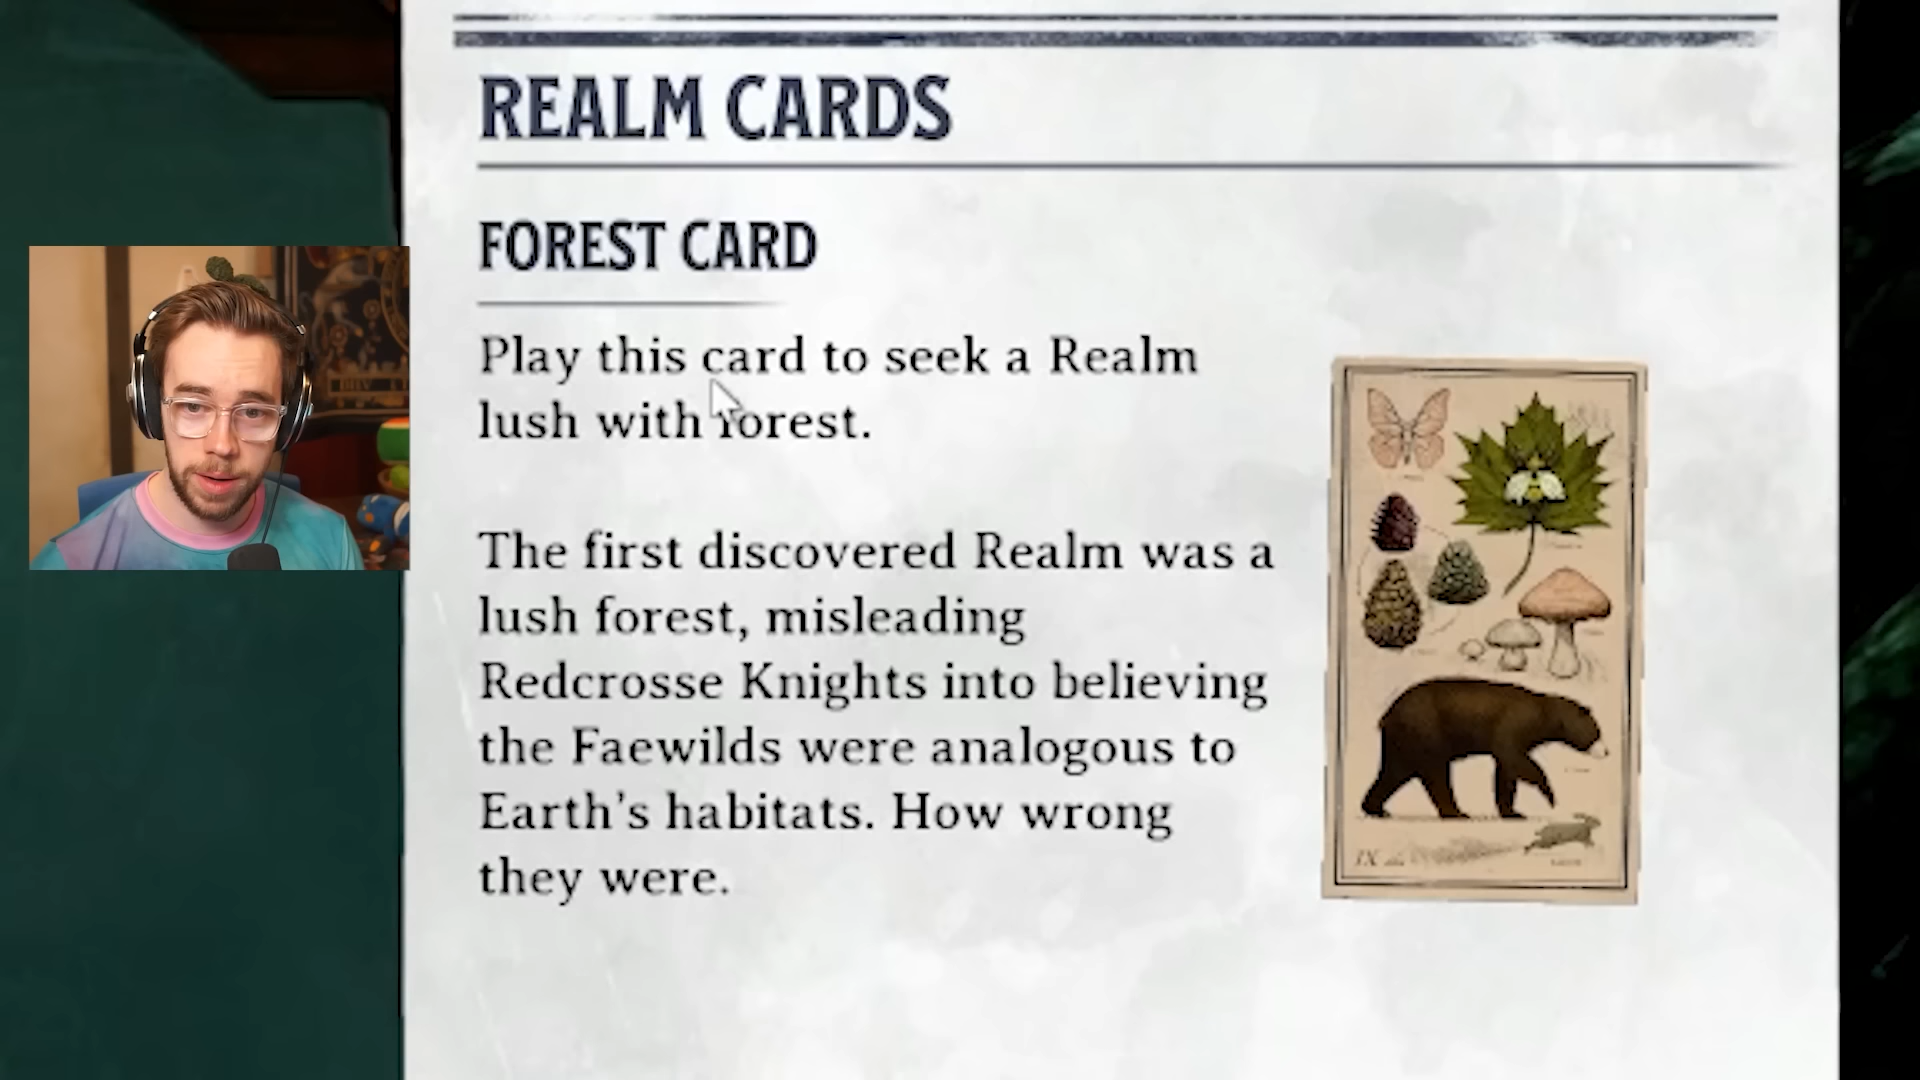 REALM CARDS
FOREST CARD
Play this card to seek a Realm
lush with forest.
The first discovered Realm was a
lush forest, misleading
Redcrosse Knights into believing
the Faewilds were analogous to
Earth's habitats. How wrong
they were.
IX